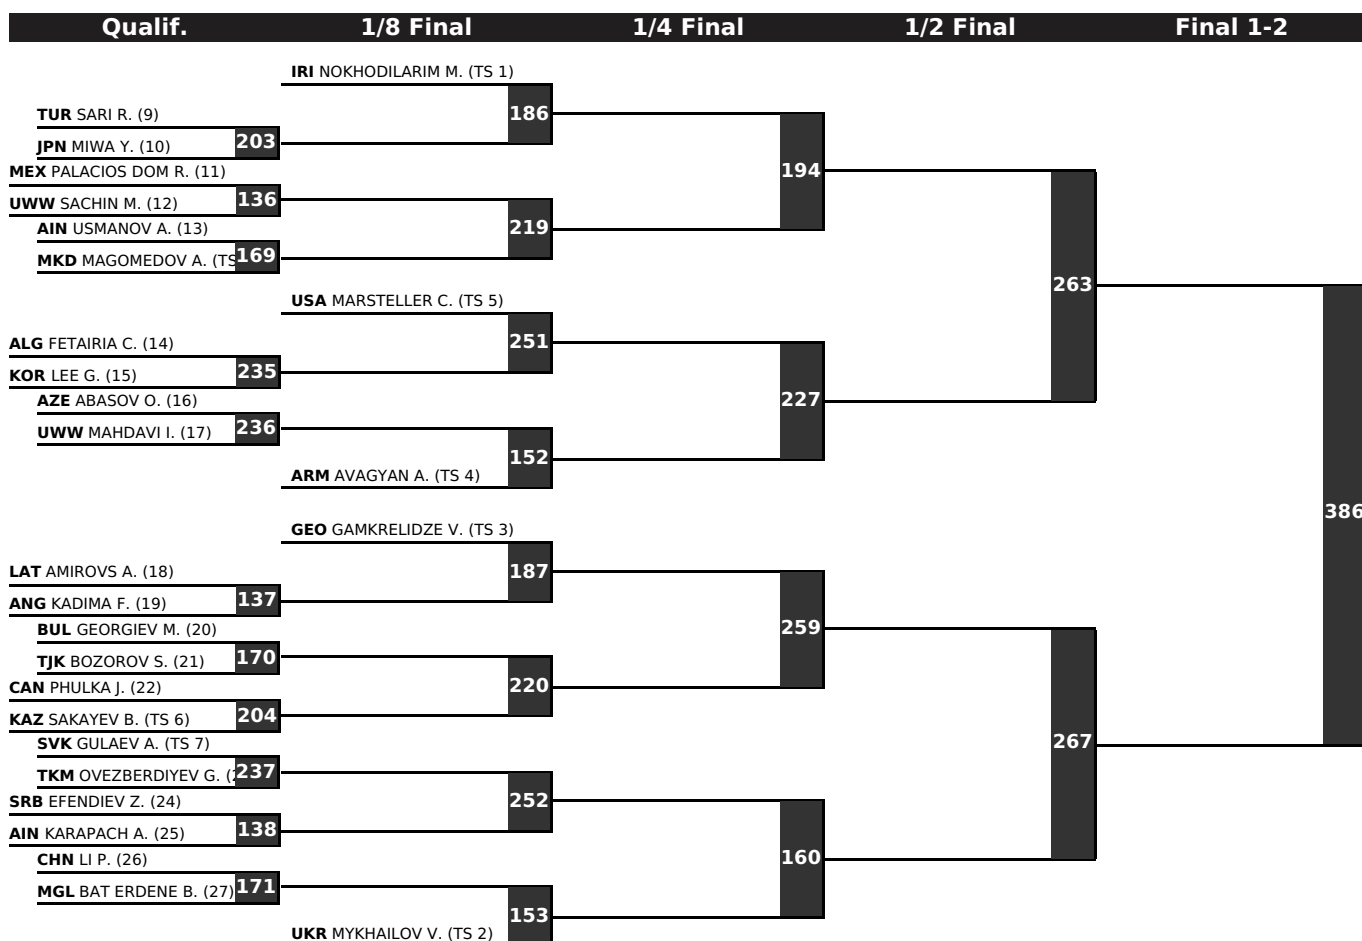 Qualif. 1/8 Final 1/4 Final 1/2 Final Final 1-2
IRI NOKHODILARIM M. (TS 1)
186
TUR SARI R. (9)
203
JPN MIWA Y. (10)
MEX PALACIOS DOM R. (11)
194
136
UWW SACHIN M. (12)
AIN USMANOV A. (13)
219
169
MKD MAGOMEDOV A. (TS
263
USA MARSTELLER C. (TS 5)
251
ALG FETAIRIA C. (14)
235
KOR LEE G. (15)
AZE ABASOV O. (16)
227
236
UWW MAHDAVI I. (17)
152
ARM AVAGYAN A. (TS 4)
386
GEO GAMKRELIDZE V. (TS 3)
187
LAT AMIROVS A. (18)
137
ANG KADIMA F. (19)
BUL GEORGIEV M. (20)
259
170
TJK BOZOROV S. (21)
220
CAN PHULKA J. (22)
204
KAZ SAKAYEV B. (TS 6)
267
SVK GULAEV A. (TS 7)
237
TKM OVEZBERDIYEV G. (
252
SRB EFENDIEV Z. (24)
138
AIN KARAPACH A. (25)
160
CHN LI P. (26)
171
MGL BAT ERDENE B. (27)
153
UKR MYKHAILOV V. (TS 2)